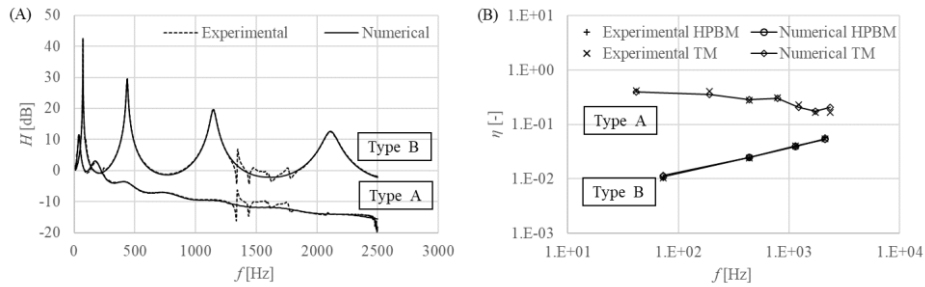 (A)
Experimental Numerical
50
40
30
20
10
0
-10
-20
H [dB]
Type B
Type A
0 500 1000 1500 2000 2500 3000
f [Hz]
(B)
Experimental HPBM Numerical HPBM
Experimental TM Numerical TM
1.E+01
1.E+00
1.E-01
1.E-02
1.E-03
η [-]
Type A
Type B
1.E+01 1.E+02 1.E+03 1.E+04
f [Hz]